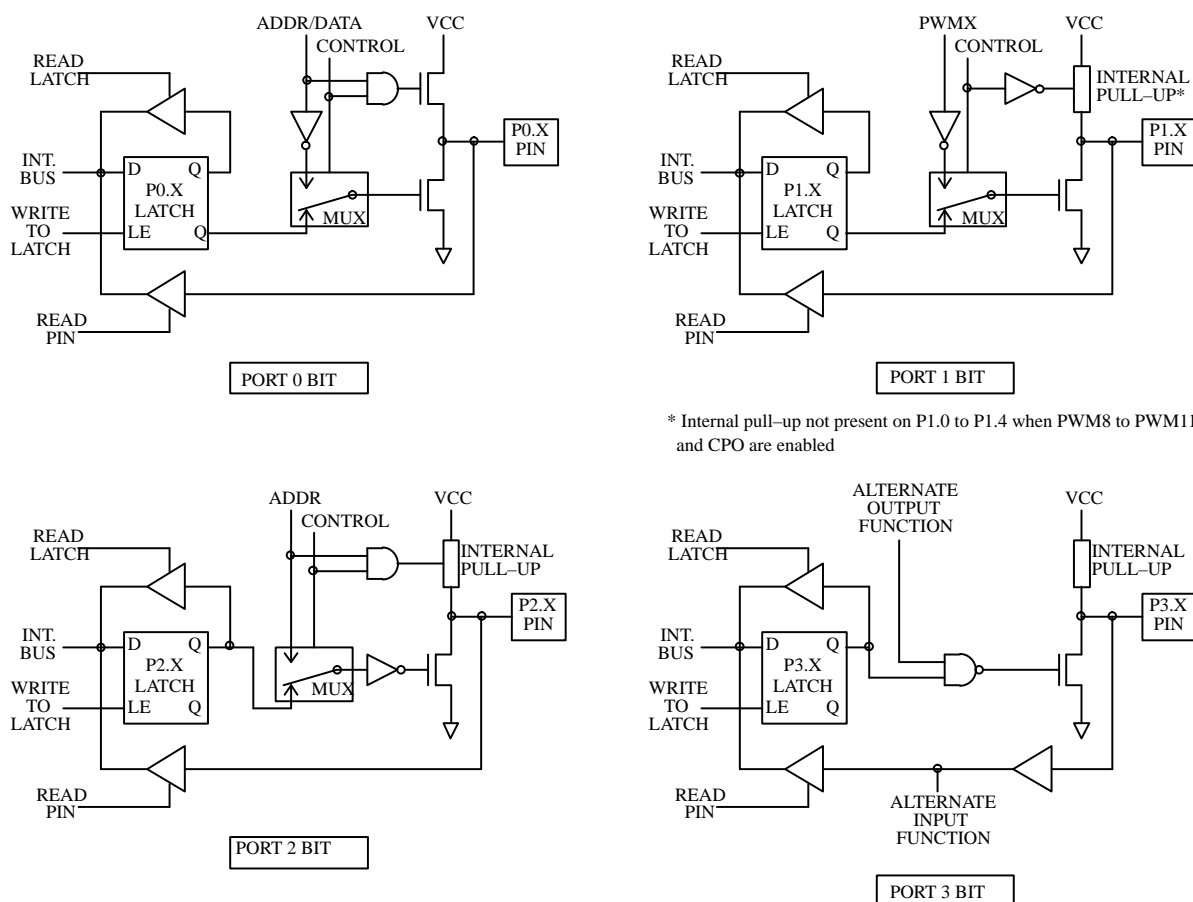 ADDR/DATA
VCC
CONTROL
READ
LATCH
P0.X
PIN
INT.
BUS
D
Q
P0.X
LATCH
MUX
WRITE
TO
LATCH
LE
Q
READ
PIN
PORT 0 BIT
PWMX
VCC
CONTROL
READ
LATCH
INTERNAL
PULL–UP*
P1.X
PIN
INT.
BUS
D
Q
P1.X
LATCH
MUX
WRITE
TO
LATCH
LE
Q
READ
PIN
PORT 1 BIT
* Internal pull–up not present on P1.0 to P1.4 when PWM8 to PWM11
and CPO are enabled
ADDR
VCC
CONTROL
READ
LATCH
INTERNAL
PULL–UP
P2.X
PIN
INT.
BUS
D
Q
P2.X
LATCH
MUX
WRITE
TO
LATCH
LE
Q
READ
PIN
PORT 2 BIT
ALTERNATE
OUTPUT
FUNCTION
VCC
READ
LATCH
INTERNAL
PULL–UP
P3.X
PIN
INT.
BUS
D
Q
P3.X
LATCH
WRITE
TO
LATCH
LE
Q
READ
PIN
ALTERNATE
INPUT
FUNCTION
PORT 3 BIT